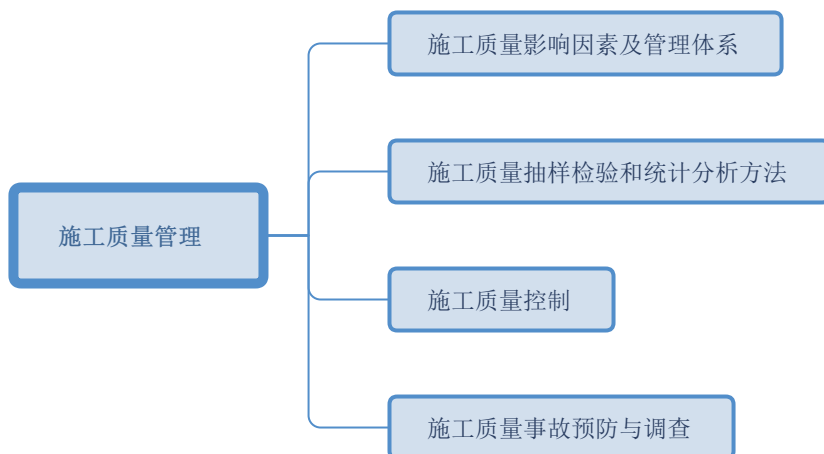 施工质量管理
施工质量影响因素及管理体系
施工质量抽样检验和统计分析方法
施工质量控制
施工质量事故预防与调查